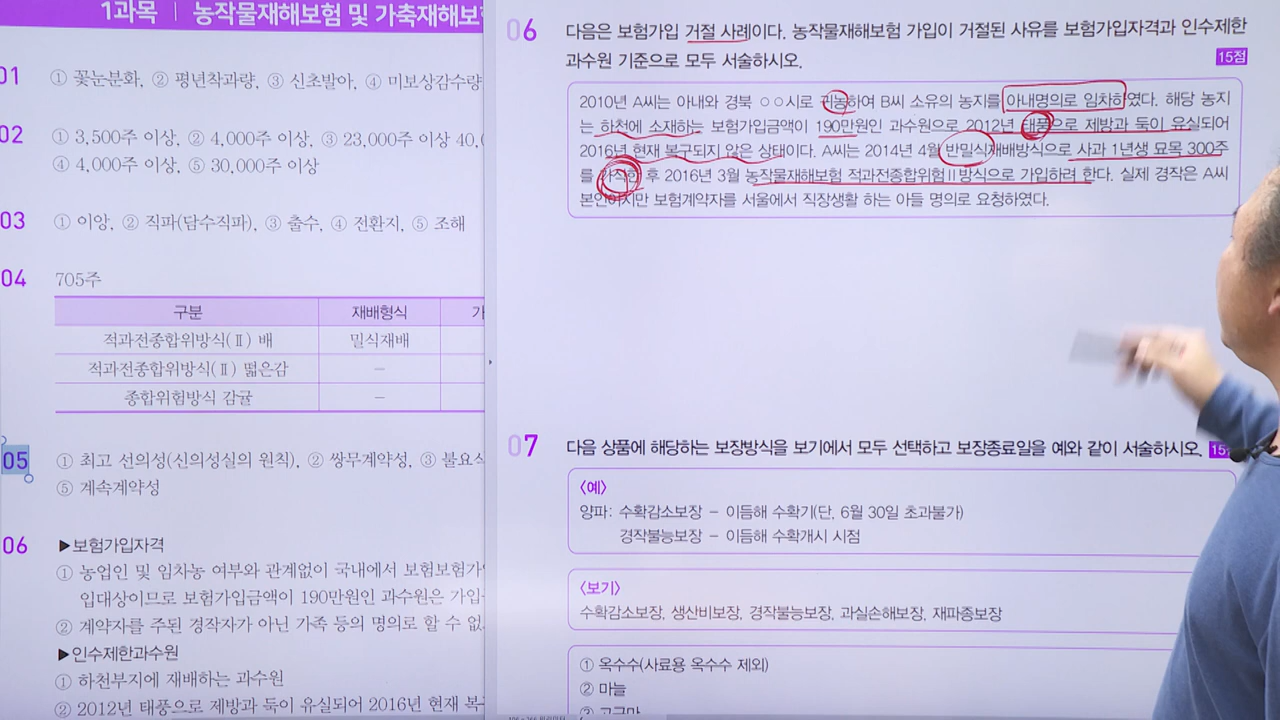 1과목 | 농작물재해보험 및 가축재해보험
01 ① 꽃눈분화, ② 평년착과량, ③ 신초발아, ④ 미보상감수량
02 ① 3,500주 이상, ② 4,000주 이상, ③ 23,000주 이상 40,0
④ 4,000주 이상, ⑤ 30,000주 이상
03 ① 이앙, ② 직파(담수직파), ③ 출수, ④ 전환지, ⑤ 조해
04 705주
구분 재배형식 가
적과전종합위방식(Ⅱ) 배 밀식재배
적과전종합위방식(Ⅱ) 떫은감 –
종합위험방식 감귤 –
05 ① 최고 선의성(신의성실의 원칙), ② 쌍무계약성, ③ 불요식
⑤ 계속계약성
06 ▶보험가입자격
① 농업인 및 임차농 여부와 관계없이 국내에서 보험보험가
입대상이므로 보험가입금액이 190만원인 과수원은 가입
② 계약자를 주된 경작자가 아닌 가족 등의 명의로 할 수 없
▶인수제한과수원
① 하천부지에 재배하는 과수원
② 2012년 태풍으로 제방과 둑이 유실되어 2016년 현재 복구
06 다음은 보험가입 거절 사례이다. 농작물재해보험 가입이 거절된 사유를 보험가입자격과 인수제한
과수원 기준으로 모두 서술하시오. 15점
2010년 A씨는 아내와 경북 ○○시로 귀농하여 B씨 소유의 농지를 아내명의로 임차하였다. 해당 농지
는 하천에 소재하는 보험가입금액이 190만원인 과수원으로 2012년 태풍으로 제방과 둑이 유실되어
2016년 현재 복구되지 않은 상태이다. A씨는 2014년 4월 반밀식재배방식으로 사과 1년생 묘목 300주
를 가식한 후 2016년 3월 농작물재해보험 적과전종합위험Ⅱ방식으로 가입하려 한다. 실제 경작은 A씨
본인이지만 보험계약자를 서울에서 직장생활 하는 아들 명의로 요청하였다.
07 다음 상품에 해당하는 보장방식을 보기에서 모두 선택하고 보장종료일을 예와 같이 서술하시오. 15
〈예〉
양파: 수확감소보장 – 이듬해 수확기(단, 6월 30일 초과불가)
경작불능보장 – 이듬해 수확개시 시점
〈보기〉
수확감소보장, 생산비보장, 경작불능보장, 과실손해보장, 재파종보장
① 옥수수(사료용 옥수수 제외)
② 마늘
③ 고구마